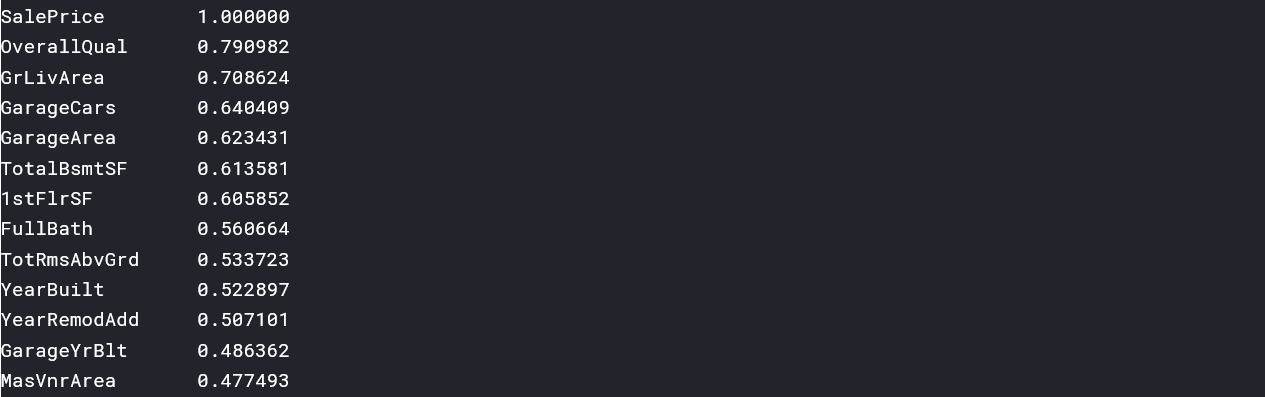 SalePrice 1.000000
OverallQual 0.790982
GrLivArea 0.708624
GarageCars 0.640409
GarageArea 0.623431
TotalBsmtSF 0.613581
1stFlrSF 0.605852
FullBath 0.560664
TotRmsAbvGrd 0.533723
YearBuilt 0.522897
YearRemodAdd 0.507101
GarageYrBlt 0.486362
MasVnrArea 0.477493